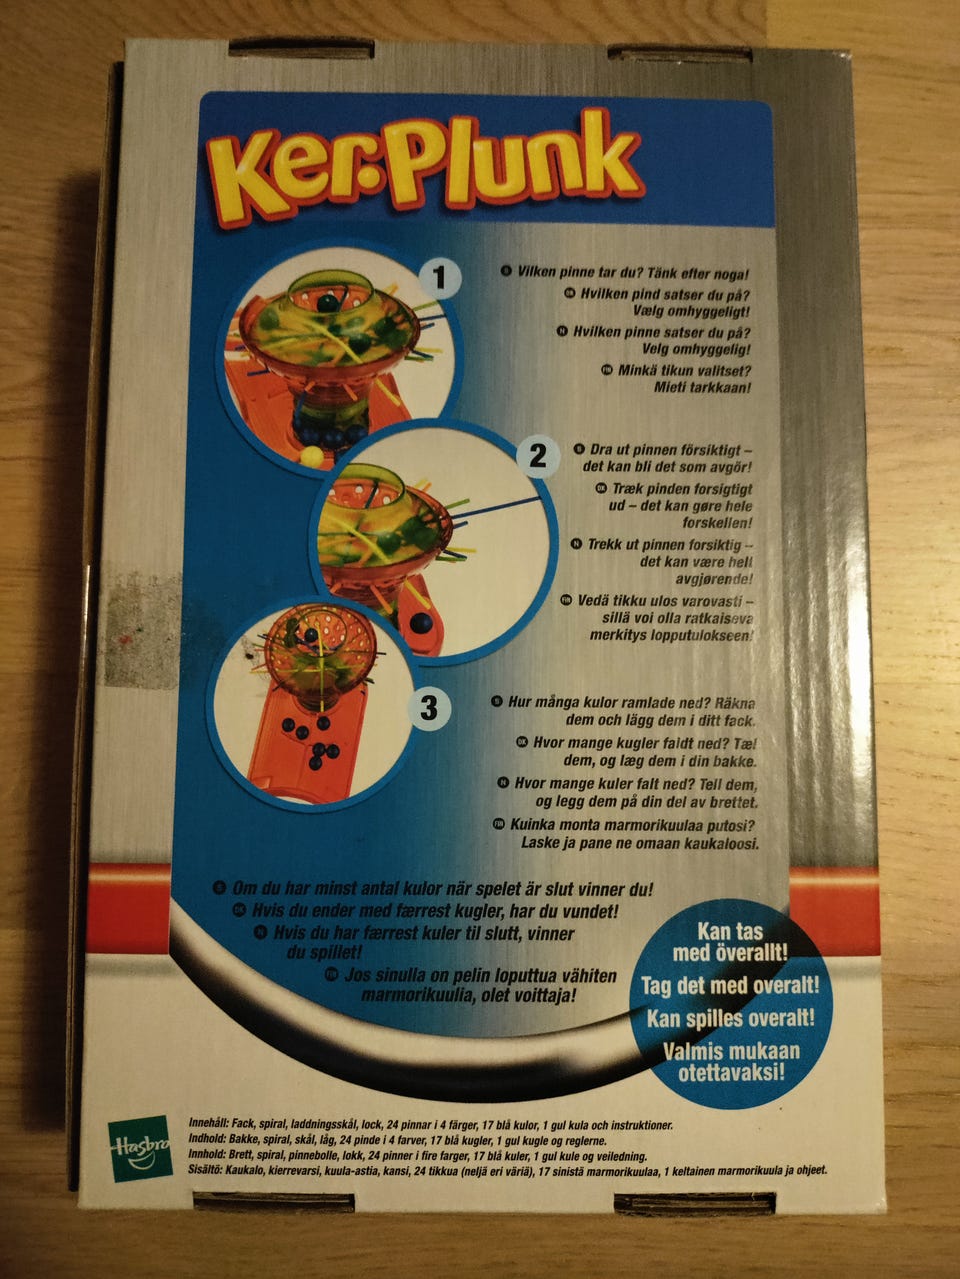 Ker.Plunk
1
S Vilken pinne tar du? Tänk efter noga!
DK Hvilken pind satser du på?
Vælg omhyggeligt!
N Hvilken pinne satser du på?
Velg omhyggelig!
FIN Minkä tikun valitset?
Mieti tarkkaan!
2
S Dra ut pinnen försiktigt –
det kan bli det som avgör!
DK Træk pinden forsigtigt
ud – det kan gøre hele
forskellen!
N Trekk ut pinnen forsiktig –
det kan være helt
avgjørende!
FIN Vedä tikku ulos varovasti –
sillä voi olla ratkaiseva
merkitys lopputulokseen!
3
S Hur många kulor ramlade ned? Räkna
dem och lägg dem i ditt fack.
DK Hvor mange kugler faldt ned? Tæl
dem, og læg dem i din bakke.
N Hvor mange kuler falt ned? Tell dem,
og legg dem på din del av brettet.
FIN Kuinka monta marmorikuulaa putosi?
Laske ja pane ne omaan kaukaloosi.
S Om du har minst antal kulor när spelet är slut vinner du!
DK Hvis du ender med færrest kugler, har du vundet!
N Hvis du har færrest kuler til slutt, vinner
du spillet!
FIN Jos sinulla on pelin loputtua vähiten
marmorikuulia, olet voittaja!
Kan tas
med överallt!
Tag det med overalt!
Kan spilles overalt!
Valmis mukaan
otettavaksi!
Hasbro
Innehåll: Fack, spiral, laddningsskål, lock, 24 pinnar i 4 färger, 17 blå kulor, 1 gul kula och instruktioner.
Indhold: Bakke, spiral, skål, låg, 24 pinde i 4 farver, 17 blå kugler, 1 gul kugle og reglerne.
Innhold: Brett, spiral, pinnebolle, lokk, 24 pinner i fire farger, 17 blå kuler, 1 gul kule og veiledning.
Sisältö: Kaukalo, kierrevarsi, kuula-astia, kansi, 24 tikkua (neljä eri väriä), 17 sinistä marmorikuulaa, 1 keltainen marmorikuula ja ohjeet.